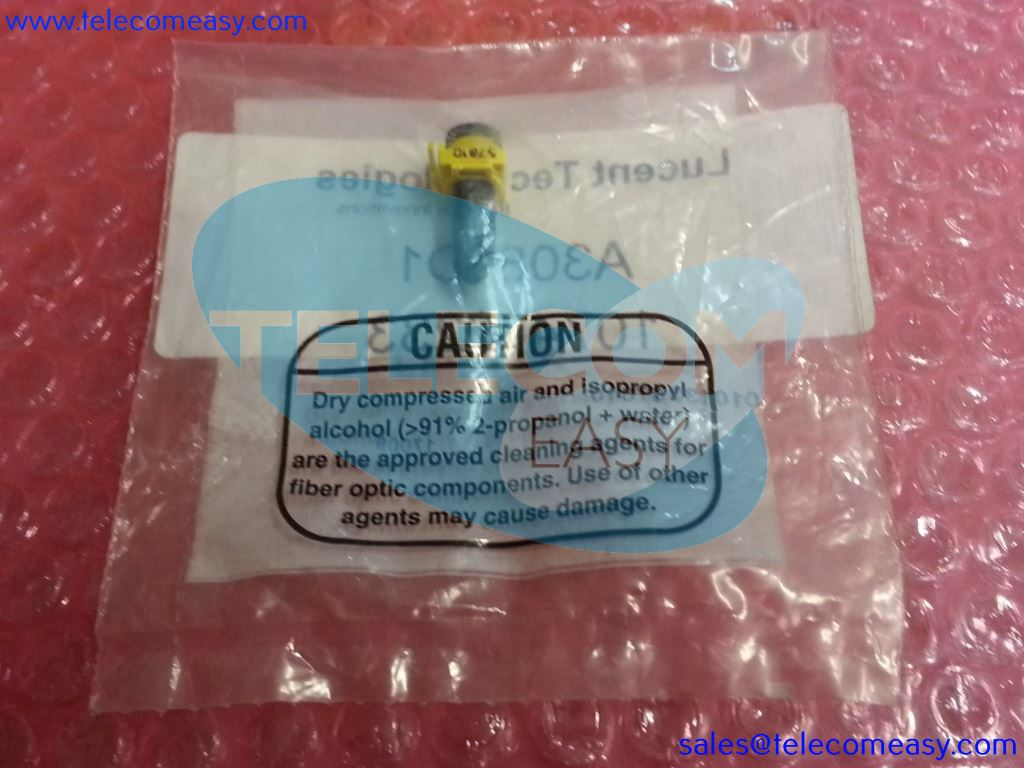 www.telecomeasy.com
Lucent Technologies
CAUTION
Dry compressed air and isopropyl
alcohol (>91% 2-propanol + water)
are the approved cleaning agents for
fiber optic components. Use of other
agents may cause damage.
TELECOM
EASY
sales@telecomeasy.com